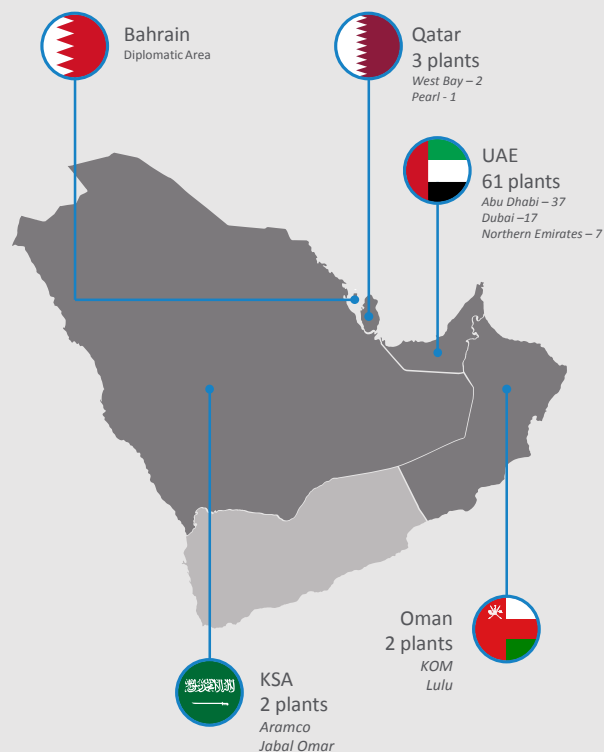 Bahrain
Diplomatic Area
Qatar
3 plants
West Bay – 2
Pearl - 1
UAE
61 plants
Abu Dhabi – 37
Dubai –17
Northern Emirates – 7
Oman
2 plants
KOM
Lulu
KSA
2 plants
Aramco
Jabal Omar